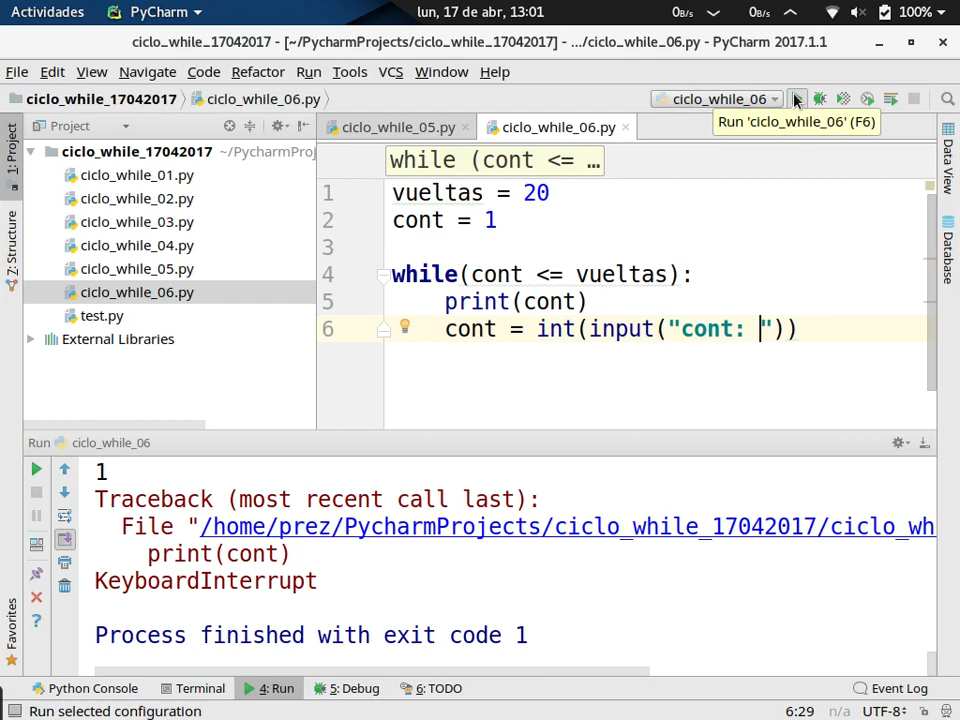 Actividades PyCharm lun, 17 de abr, 13:01 0B/s 0B/s 100%
ciclo_while_17042017 - [~/PycharmProjects/ciclo_while_17042017] - .../ciclo_while_06.py - PyCharm 2017.1.1
File Edit View Navigate Code Refactor Run Tools VCS Window Help
ciclo_while_17042017 ciclo_while_06.py ciclo_while_06
Run 'ciclo_while_06' (F6)
Project
ciclo_while_05.py
ciclo_while_06.py
1: Project
7: Structure
Favorites
Data View
Database
ciclo_while_17042017 ~/PycharmProj
ciclo_while_01.py
ciclo_while_02.py
ciclo_while_03.py
ciclo_while_04.py
ciclo_while_05.py
ciclo_while_06.py
test.py
External Libraries
while (cont <= ...
1 vueltas = 20
2 cont = 1
3
4 while(cont <= vueltas):
5 print(cont)
6 cont = int(input("cont: "))
Run ciclo_while_06
1
Traceback (most recent call last):
File "/home/prez/PycharmProjects/ciclo_while_17042017/ciclo_wh
print(cont)
KeyboardInterrupt
Process finished with exit code 1
Python Console Terminal 4: Run 5: Debug 6: TODO Event Log
Run selected configuration 6:29 n/a UTF-8